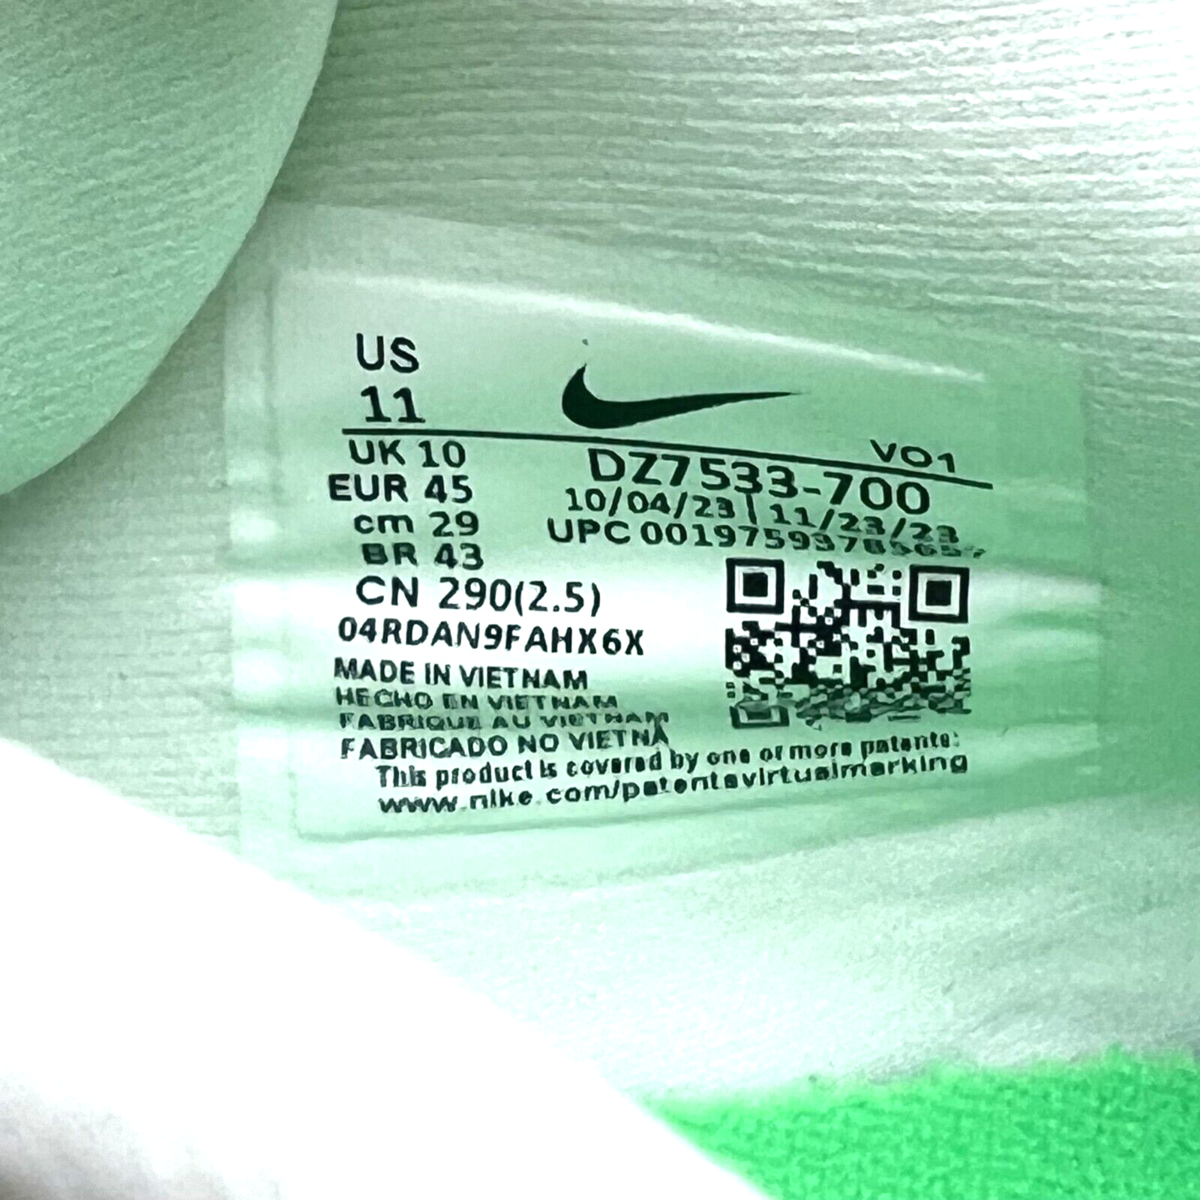 US
11
VO1
UK 10
DZ7533-700
EUR 45
10/04/23 | 11/23/23
cm 29
UPC
BR 43
CN 290(2.5)
04RDAN9FAHX6X
MADE IN VIETNAM
HECHO EN VIETNAM
FABRIQUE AU VIETNAM
FABRICADO NO VIETNA
This product is covered by one or more patents:
www.nike.com/patentsvirtualmarking